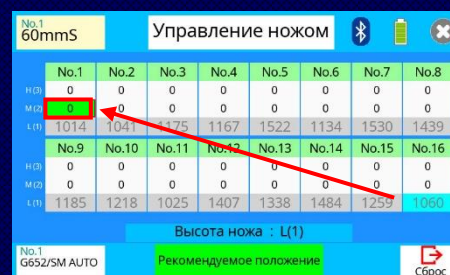 No.1
60mmS
Управление ножом
No.1 No.2 No.3 No.4 No.5 No.6 No.7 No.8
H (3) 0 0 0 0 0 0 0 0
M (2) 0 0 0 0 0 0 0 0
L (1) 1014 1041 1175 1167 1522 1134 1530 1439
No.9 No.10 No.11 No.12 No.13 No.14 No.15 No.16
H (3) 0 0 0 0 0 0 0 0
M (2) 0 0 0 0 0 0 0 0
L (1) 1185 1218 1025 1407 1338 1484 1259 1060
Высота ножа : L(1)
No.1
G652/SM AUTO
Рекомендуемое положение
Сброс